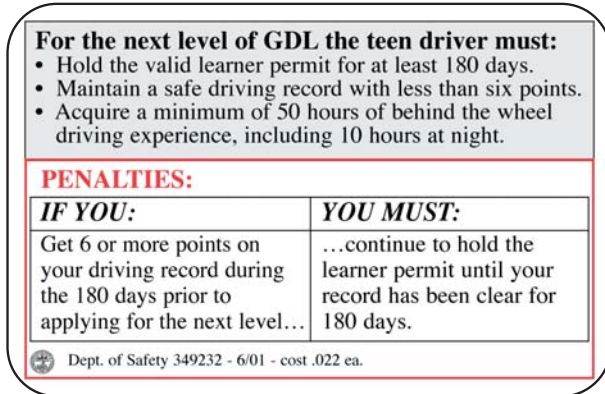 For the next level of GDL the teen driver must:
• Hold the valid learner permit for at least 180 days.
• Maintain a safe driving record with less than six points.
• Acquire a minimum of 50 hours of behind the wheel
driving experience, including 10 hours at night.
PENALTIES:
IF YOU:
Get 6 or more points on
your driving record during
the 180 days prior to
applying for the next level…
YOU MUST:
…continue to hold the
learner permit until your
record has been clear for
180 days.
Dept. of Safety 349232 - 6/01 - cost .022 ea.